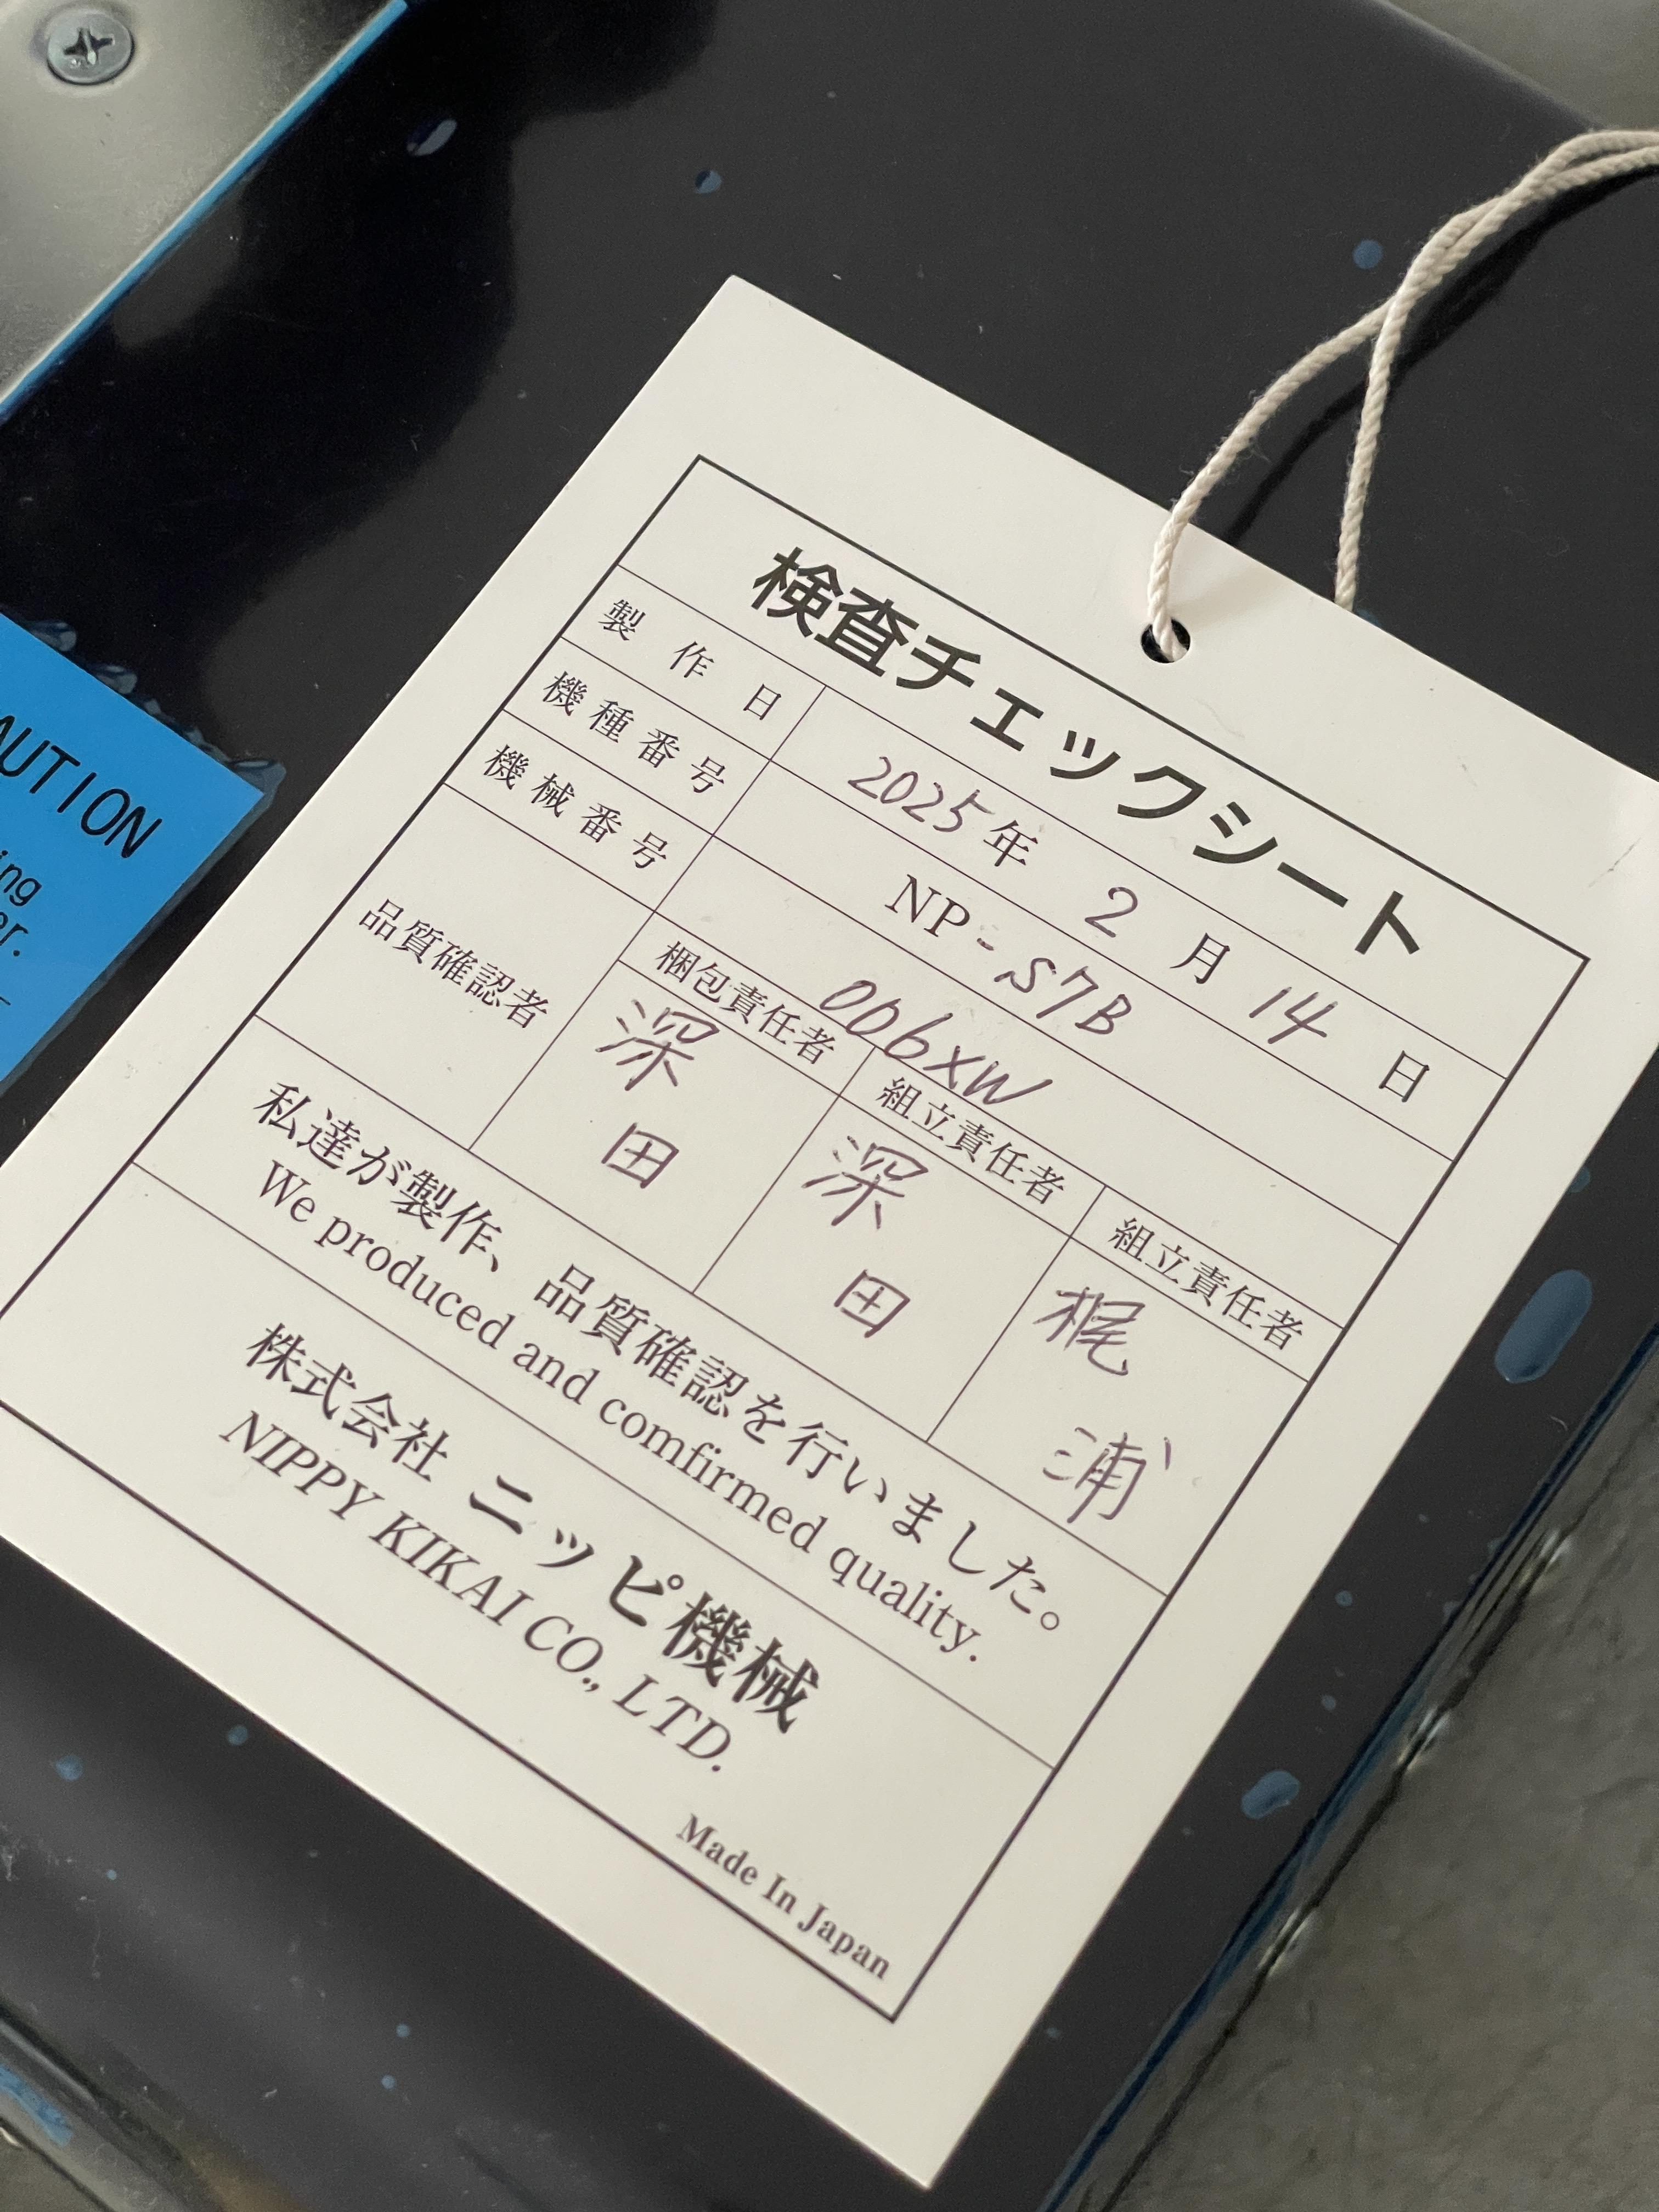 検査チェックシート
製作日 2025年 2月 14日
機種番号 NP-S7B
機械番号 006XW
品質確認者
梱包責任者 組立責任者 組立責任者
深田 深田 梶浦
私達が製作、品質確認を行いました。
We produced and comfirmed quality.
株式会社 ニッピ機械
NIPPY KIKAI CO., LTD.
Made In Japan
AUTION
ing
er.